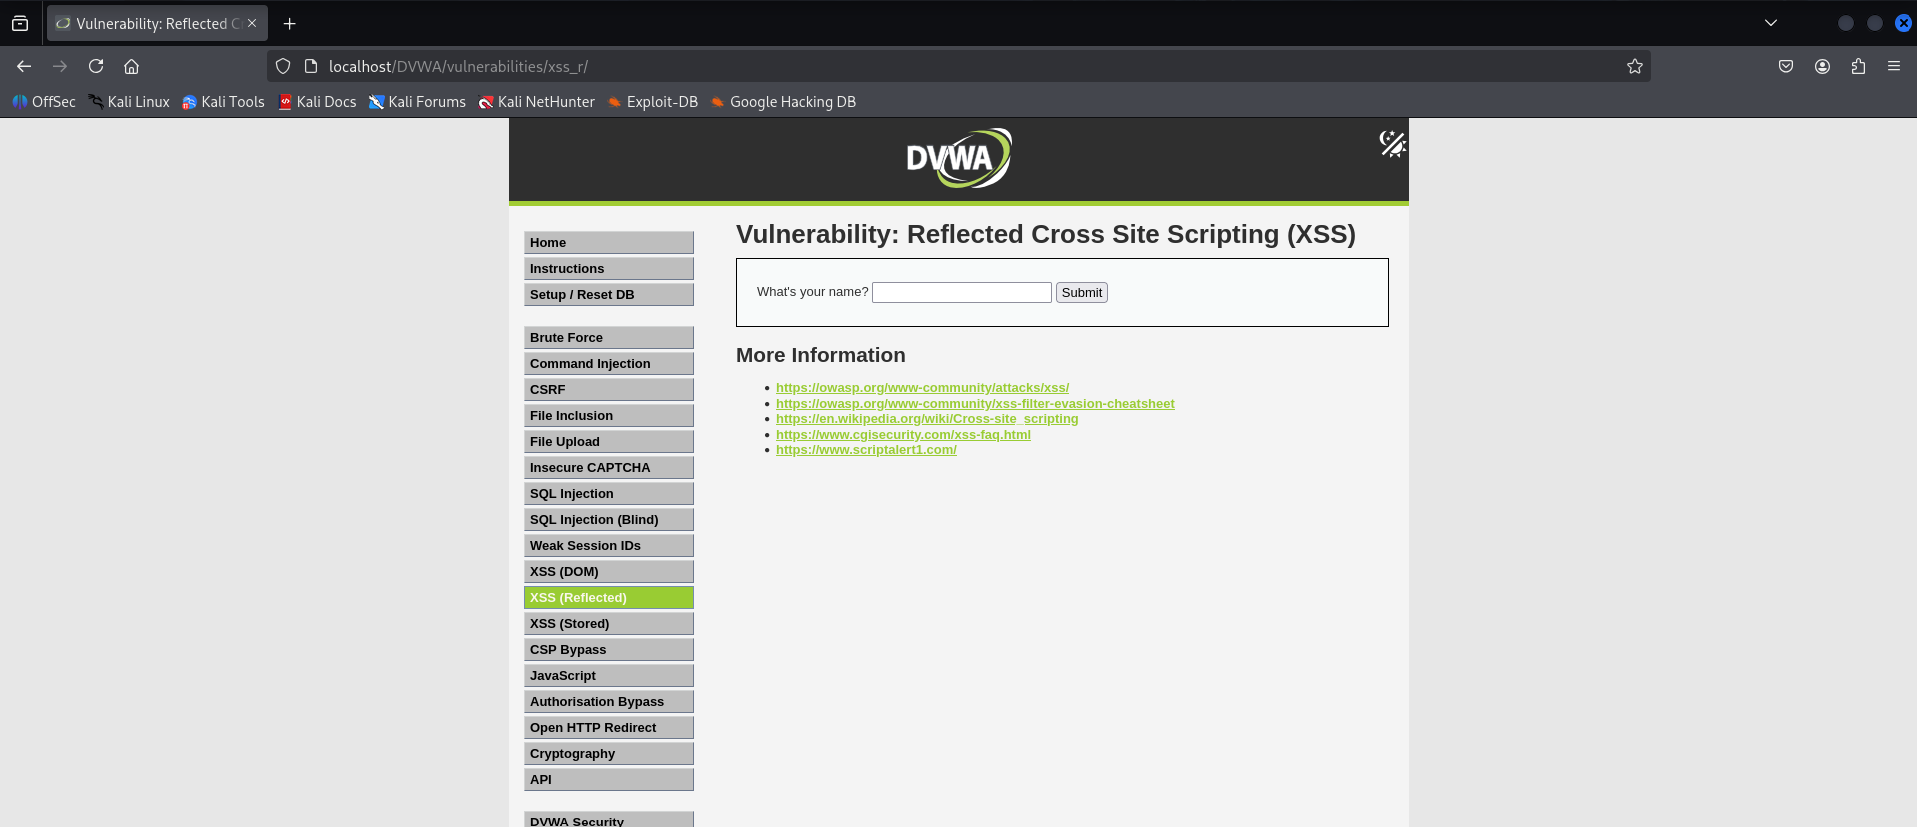 Vulnerability: Reflected C
localhost/DVWA/vulnerabilities/xss_r/
OffSec Kali Linux Kali Tools Kali Docs Kali Forums Kali NetHunter Exploit-DB Google Hacking DB
DVWA
Home
Instructions
Setup / Reset DB
Brute Force
Command Injection
CSRF
File Inclusion
File Upload
Insecure CAPTCHA
SQL Injection
SQL Injection (Blind)
Weak Session IDs
XSS (DOM)
XSS (Reflected)
XSS (Stored)
CSP Bypass
JavaScript
Authorisation Bypass
Open HTTP Redirect
Cryptography
API
DVWA Security
Vulnerability: Reflected Cross Site Scripting (XSS)
What's your name? Submit
More Information
https://owasp.org/www-community/attacks/xss/
https://owasp.org/www-community/xss-filter-evasion-cheatsheet
https://en.wikipedia.org/wiki/Cross-site_scripting
https://www.cgisecurity.com/xss-faq.html
https://www.scriptalert1.com/